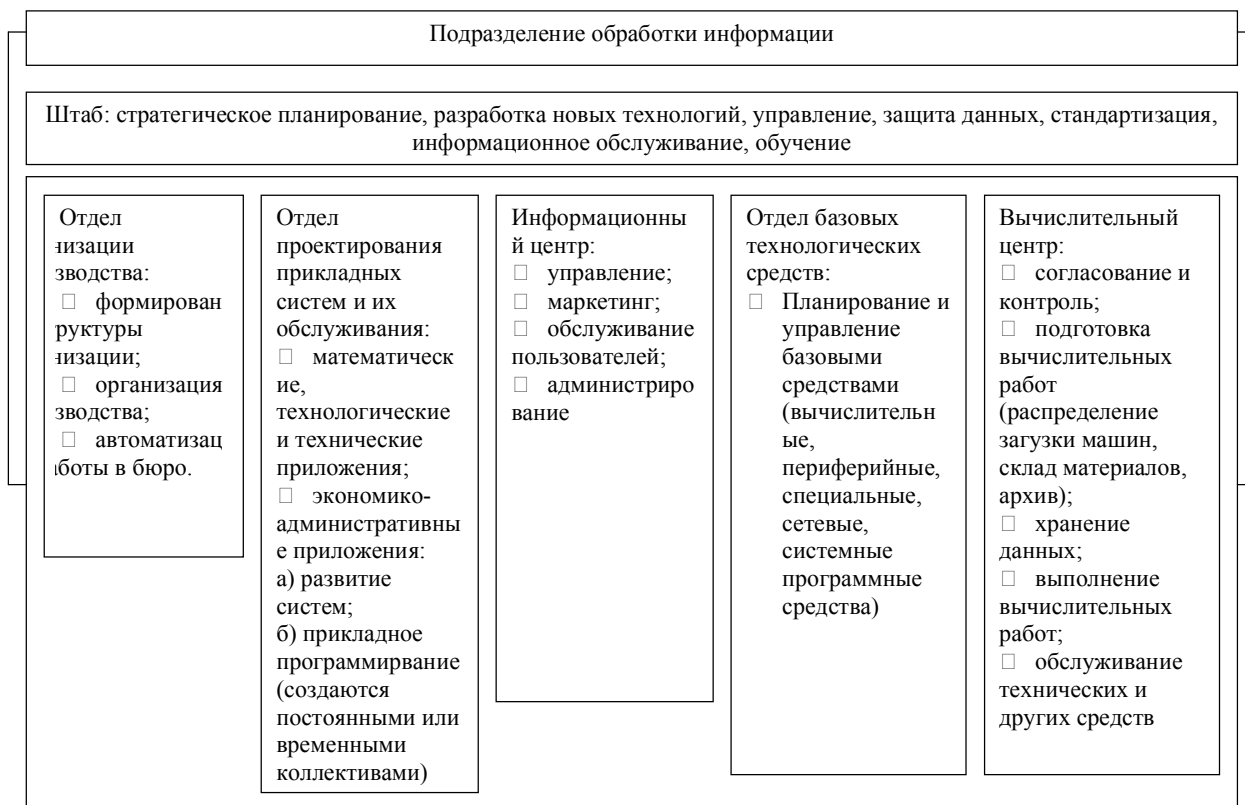 Подразделение обработки информации
Штаб: стратегическое планирование, разработка новых технологий, управление, защита данных, стандартизация,
информационное обслуживание, обучение
Отдел
низации
зводства:
формирован
руктуры
низации;
организация
зводства;
автоматизац
боты в бюро.
Отдел
проектирования
прикладных
систем и их
обслуживания:
математическ
ие,
технологические
и технические
приложения;
экономико-
административны
е приложения:
а) развитие
систем;
б) прикладное
программирвание
(создаются
постоянными или
временными
коллективами)
Информационны
й центр:
управление;
маркетинг;
обслуживание
пользователей;
администриро
вание
Отдел базовых
технологических
средств:
Планирование и
управление
базовыми
средствами
(вычислительн
ые,
периферийные,
специальные,
сетевые,
системные
программные
средства)
Вычислительный
центр:
согласование и
контроль;
подготовка
вычислительных
работ
(распределение
загузки машин,
склад материалов,
архив);
хранение
данных;
выполнение
вычислительных
работ;
обслуживание
технических и
других средств